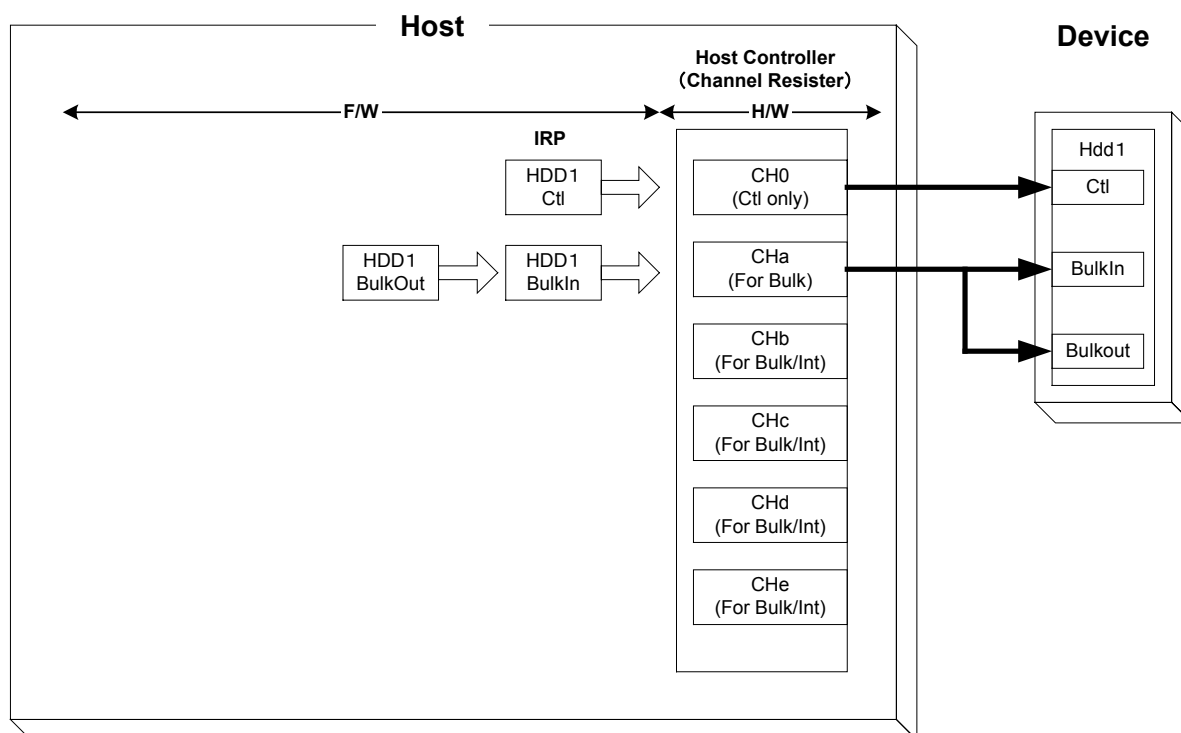 Host
Device
Host Controller
（Channel Resister）
F/W
H/W
IRP
HDD1
Ctl
CH0
(Ctl only)
Hdd1
Ctl
HDD1
BulkOut
HDD1
BulkIn
CHa
(For Bulk)
BulkIn
CHb
(For Bulk/Int)
Bulkout
CHc
(For Bulk/Int)
CHd
(For Bulk/Int)
CHe
(For Bulk/Int)